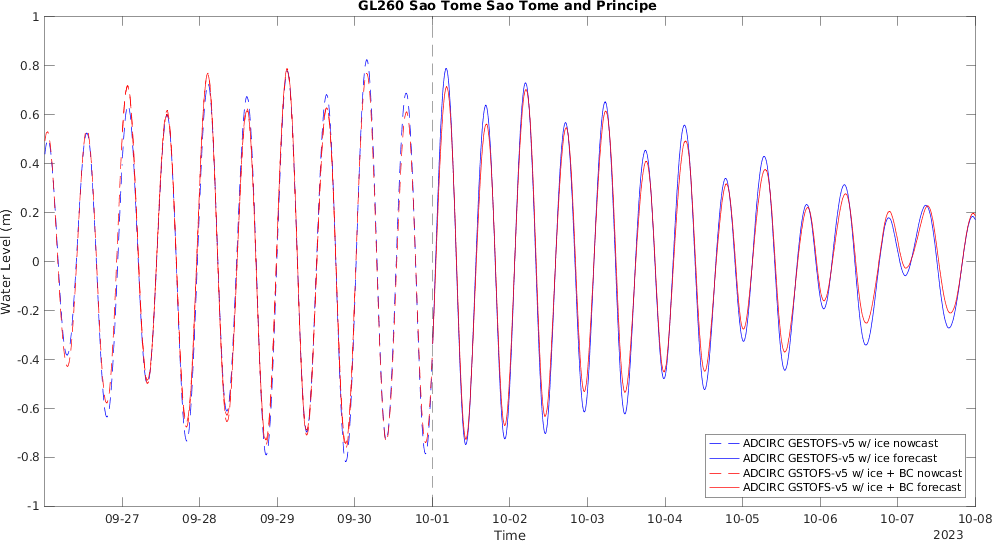 GL260 Sao Tome Sao Tome and Principe
1
0.8
0.6
0.4
0.2
0
-0.2
-0.4
-0.6
-0.8
-1
Water Level (m)
ADCIRC GESTOFS-v5 w/ ice nowcast
ADCIRC GESTOFS-v5 w/ ice forecast
ADCIRC GSTOFS-v5 w/ ice + BC nowcast
ADCIRC GSTOFS-v5 w/ ice + BC forecast
09-27 09-28 09-29 09-30 10-01 10-02 10-03 10-04 10-05 10-06 10-07 10-08
Time
2023